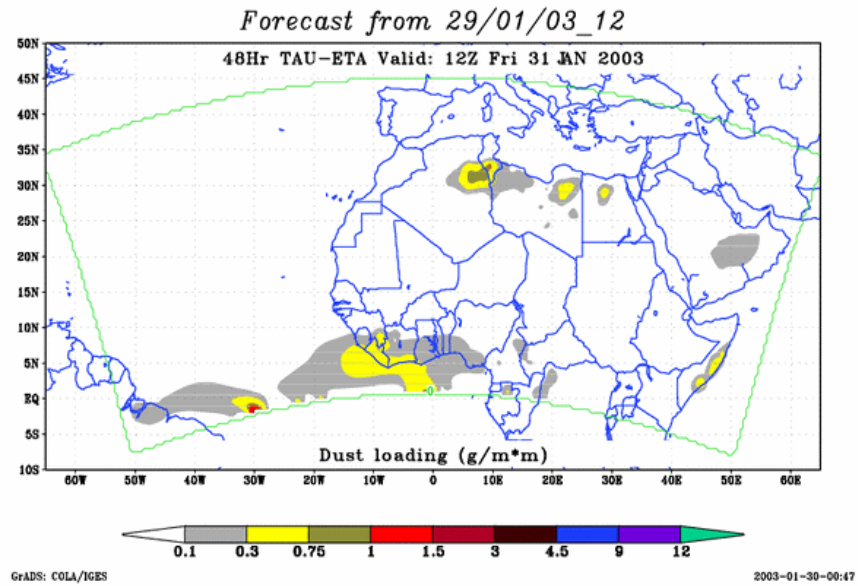 Forecast from 29/01/03_12
48Hr TAU-ETA Valid: 12Z Fri 31 JAN 2003
50N
45N
40N
35N
30N
25N
20N
15N
10N
5N
EQ
5S
10S
-0
Dust loading (g/m*m)
60W 50W 40W 30W 20W 10W 0 10E 20E 30E 40E 50E 60E
0.1 0.3 0.75 1 1.5 3 4.5 9 12
GrADS: COLA/IGES 2003-01-30-00:47